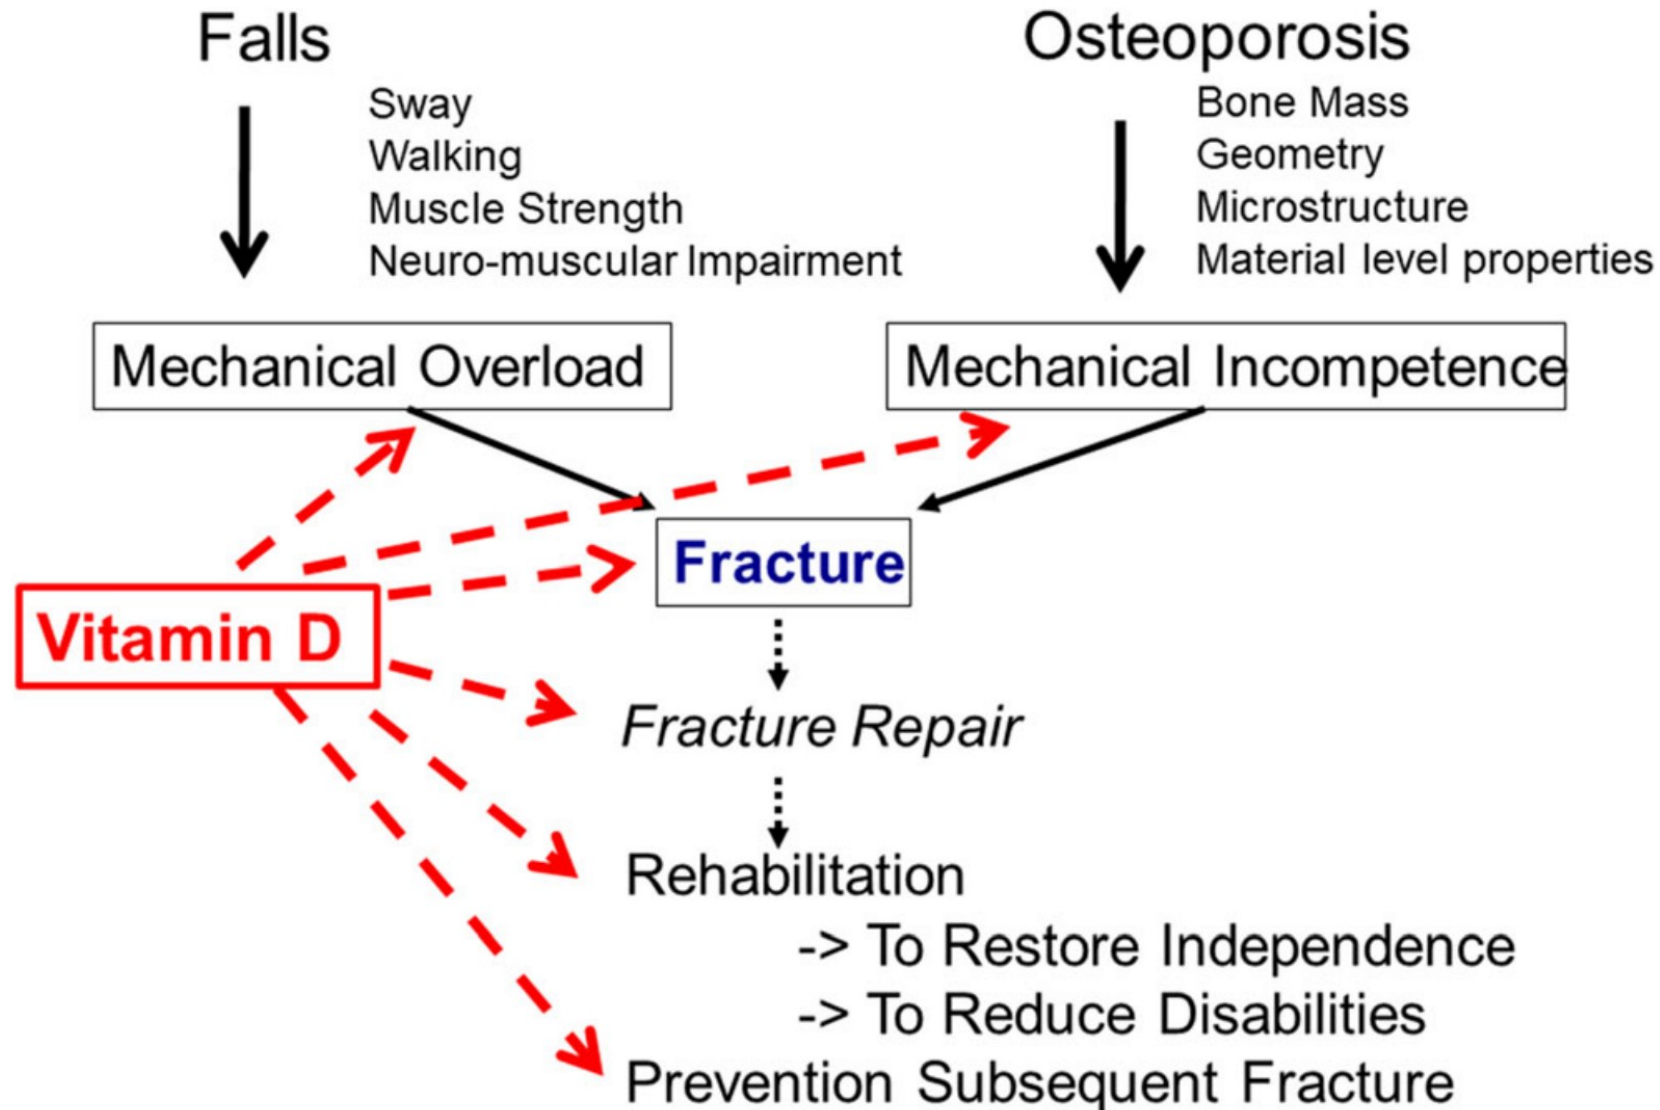 Falls
Sway
Walking
Muscle Strength
Neuro-muscular Impairment
Osteoporosis
Bone Mass
Geometry
Microstructure
Material level properties
Mechanical Overload
Mechanical Incompetence
Fracture
Vitamin D
Fracture Repair
Rehabilitation
-> To Restore Independence
-> To Reduce Disabilities
Prevention Subsequent Fracture